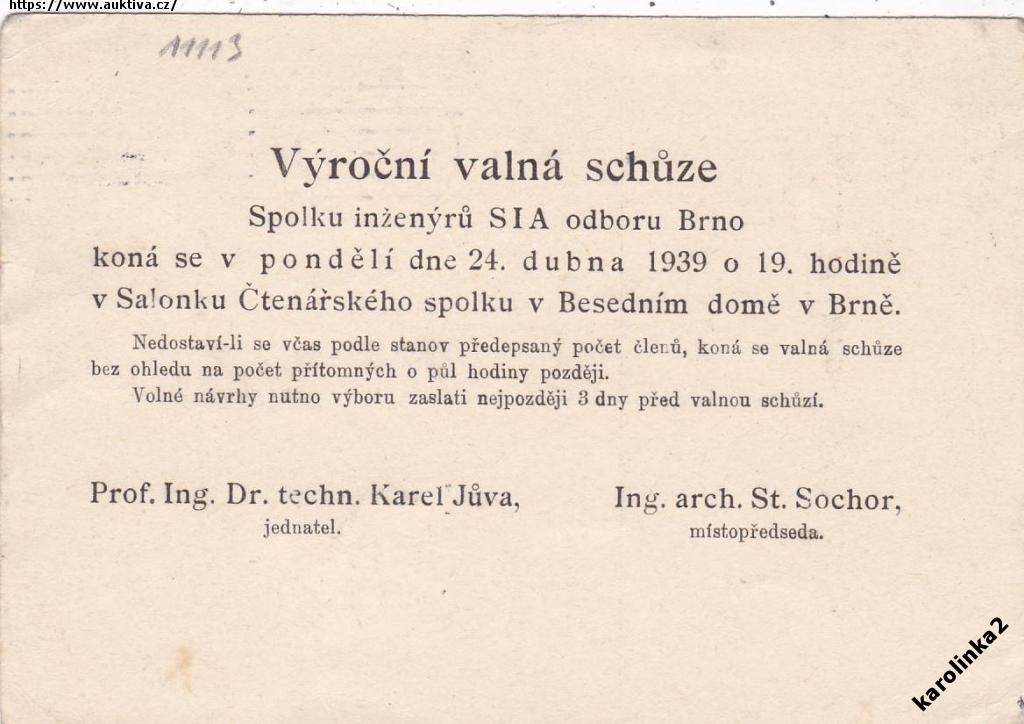 https://www.auktiva.cz/
11113
Výroční valná schůze
Spolku inženýrů SIA odboru Brno
koná se v pondělí dne 24. dubna 1939 o 19. hodině
v Salonku Čtenářského spolku v Besedním domě v Brně.
Nedostaví-li se včas podle stanov předepsaný počet členů, koná se valná schůze
bez ohledu na počet přítomných o půl hodiny později.
Volné návrhy nutno výboru zaslati nejpozději 3 dny před valnou schůzí.
Prof. Ing. Dr. techn. Karel Jůva,
jednatel.
Ing. arch. St. Sochor,
místopředseda.
karolinka2